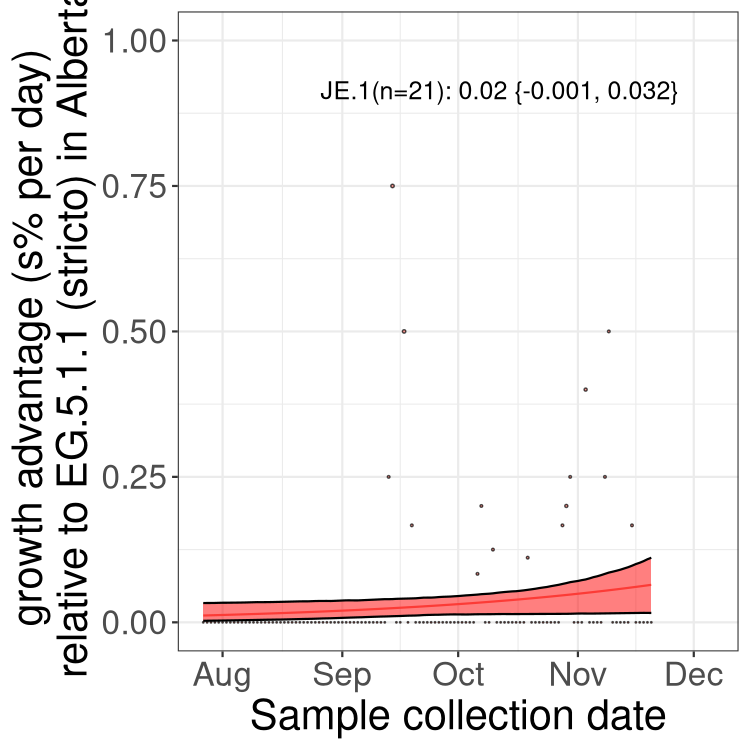 growth advantage (s% per day)
relative to EG.5.1.1 (stricto) in Alberta
1.00
0.75
0.50
0.25
0.00
JE.1(n=21): 0.02 {-0.001, 0.032}
Aug Sep Oct Nov Dec
Sample collection date